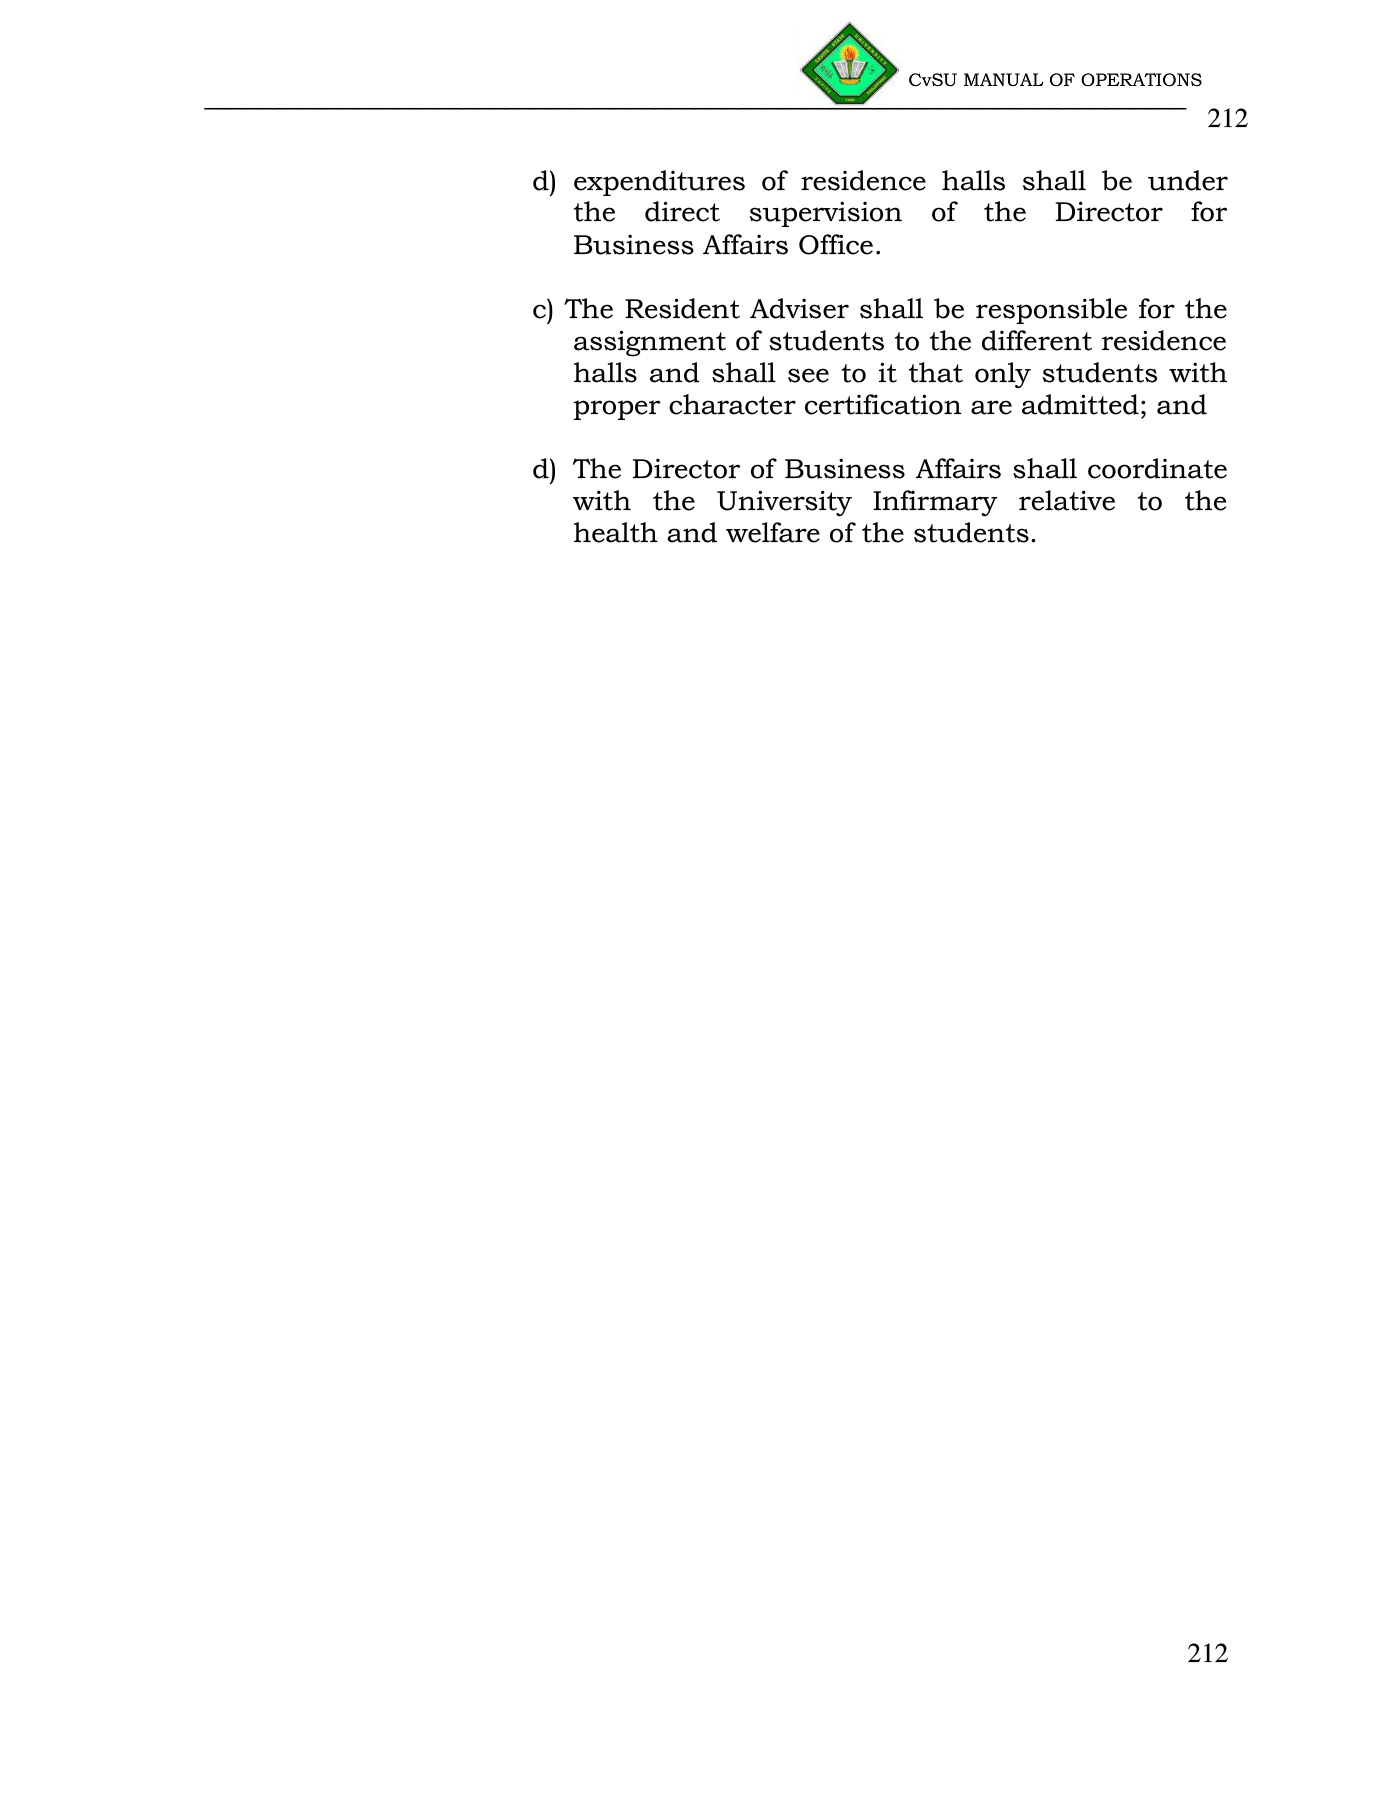 CvSU MANUAL OF OPERATIONS
212
d) expenditures of residence halls shall be under
the direct supervision of the Director for
Business Affairs Office.
c) The Resident Adviser shall be responsible for the
assignment of students to the different residence
halls and shall see to it that only students with
proper character certification are admitted; and
d) The Director of Business Affairs shall coordinate
with the University Infirmary relative to the
health and welfare of the students.
212